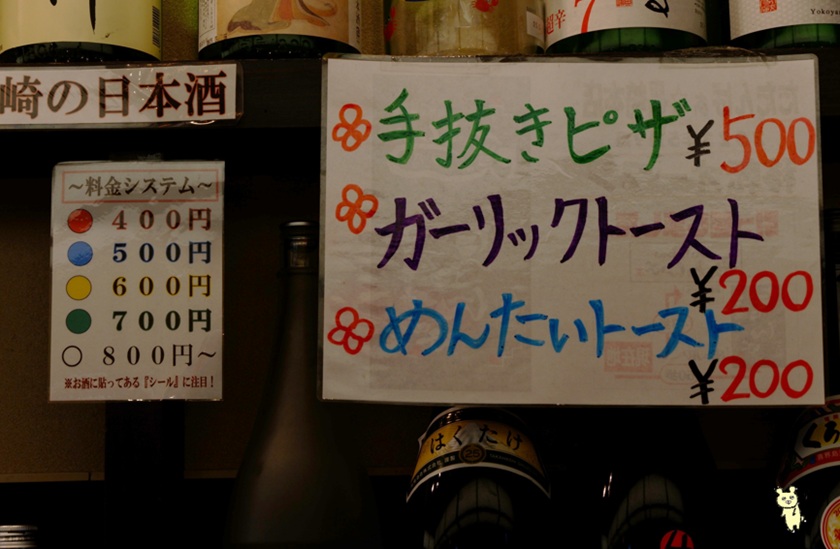 崎の日本酒
～料金システム～
400円
500円
600円
700円
800円～
※お酒に貼ってある『シール』に注目！
手抜きピザ ¥500
ガーリックトースト
¥200
めんたいトースト
¥200
はくたけ
25